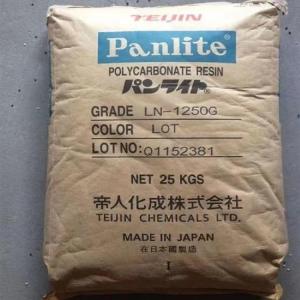 TEIJIN
Panlite®
POLYCARBONATE RESIN
パンライト®
GRADE LN-1250G
COLOR LOT
LOT NO: Q1152381
NET 25 KGS
帝人化成株式会社
TEIJIN CHEMICALS LTD.
MADE IN JAPAN
在日本國製造
I